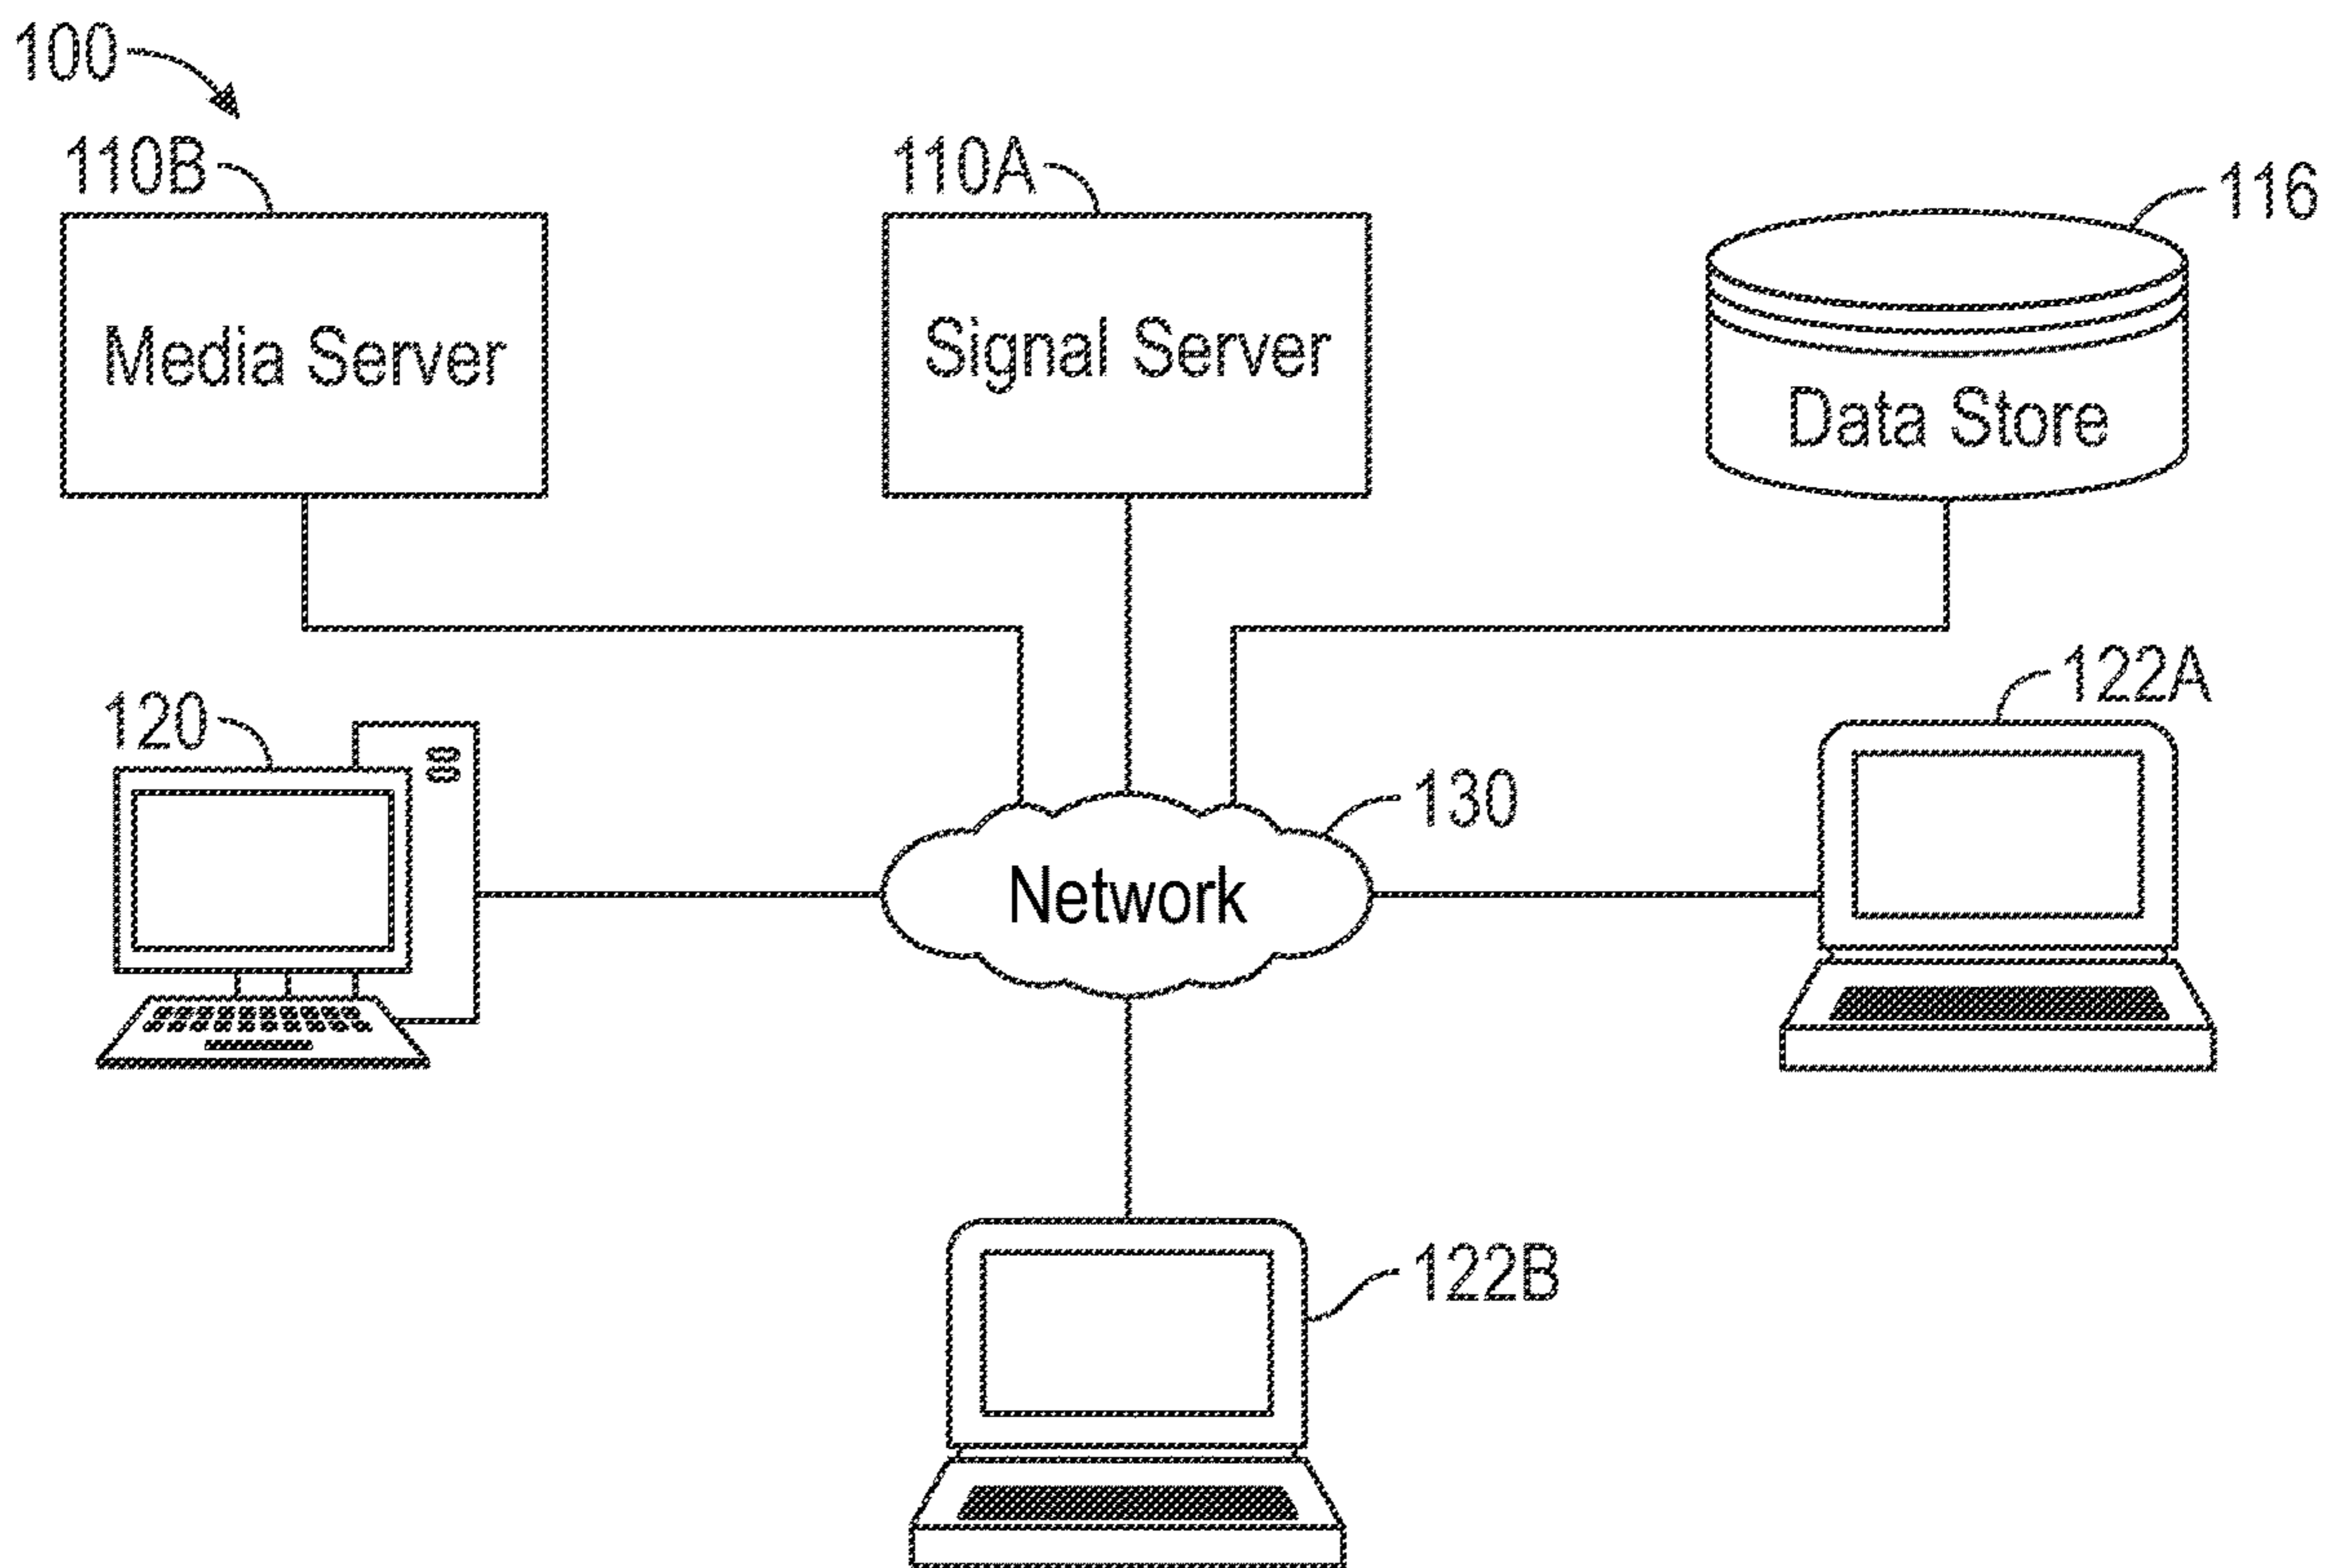 100
110B
110A
116
Media Server
Signal Server
Data Store
120
122A
130
Network
122B